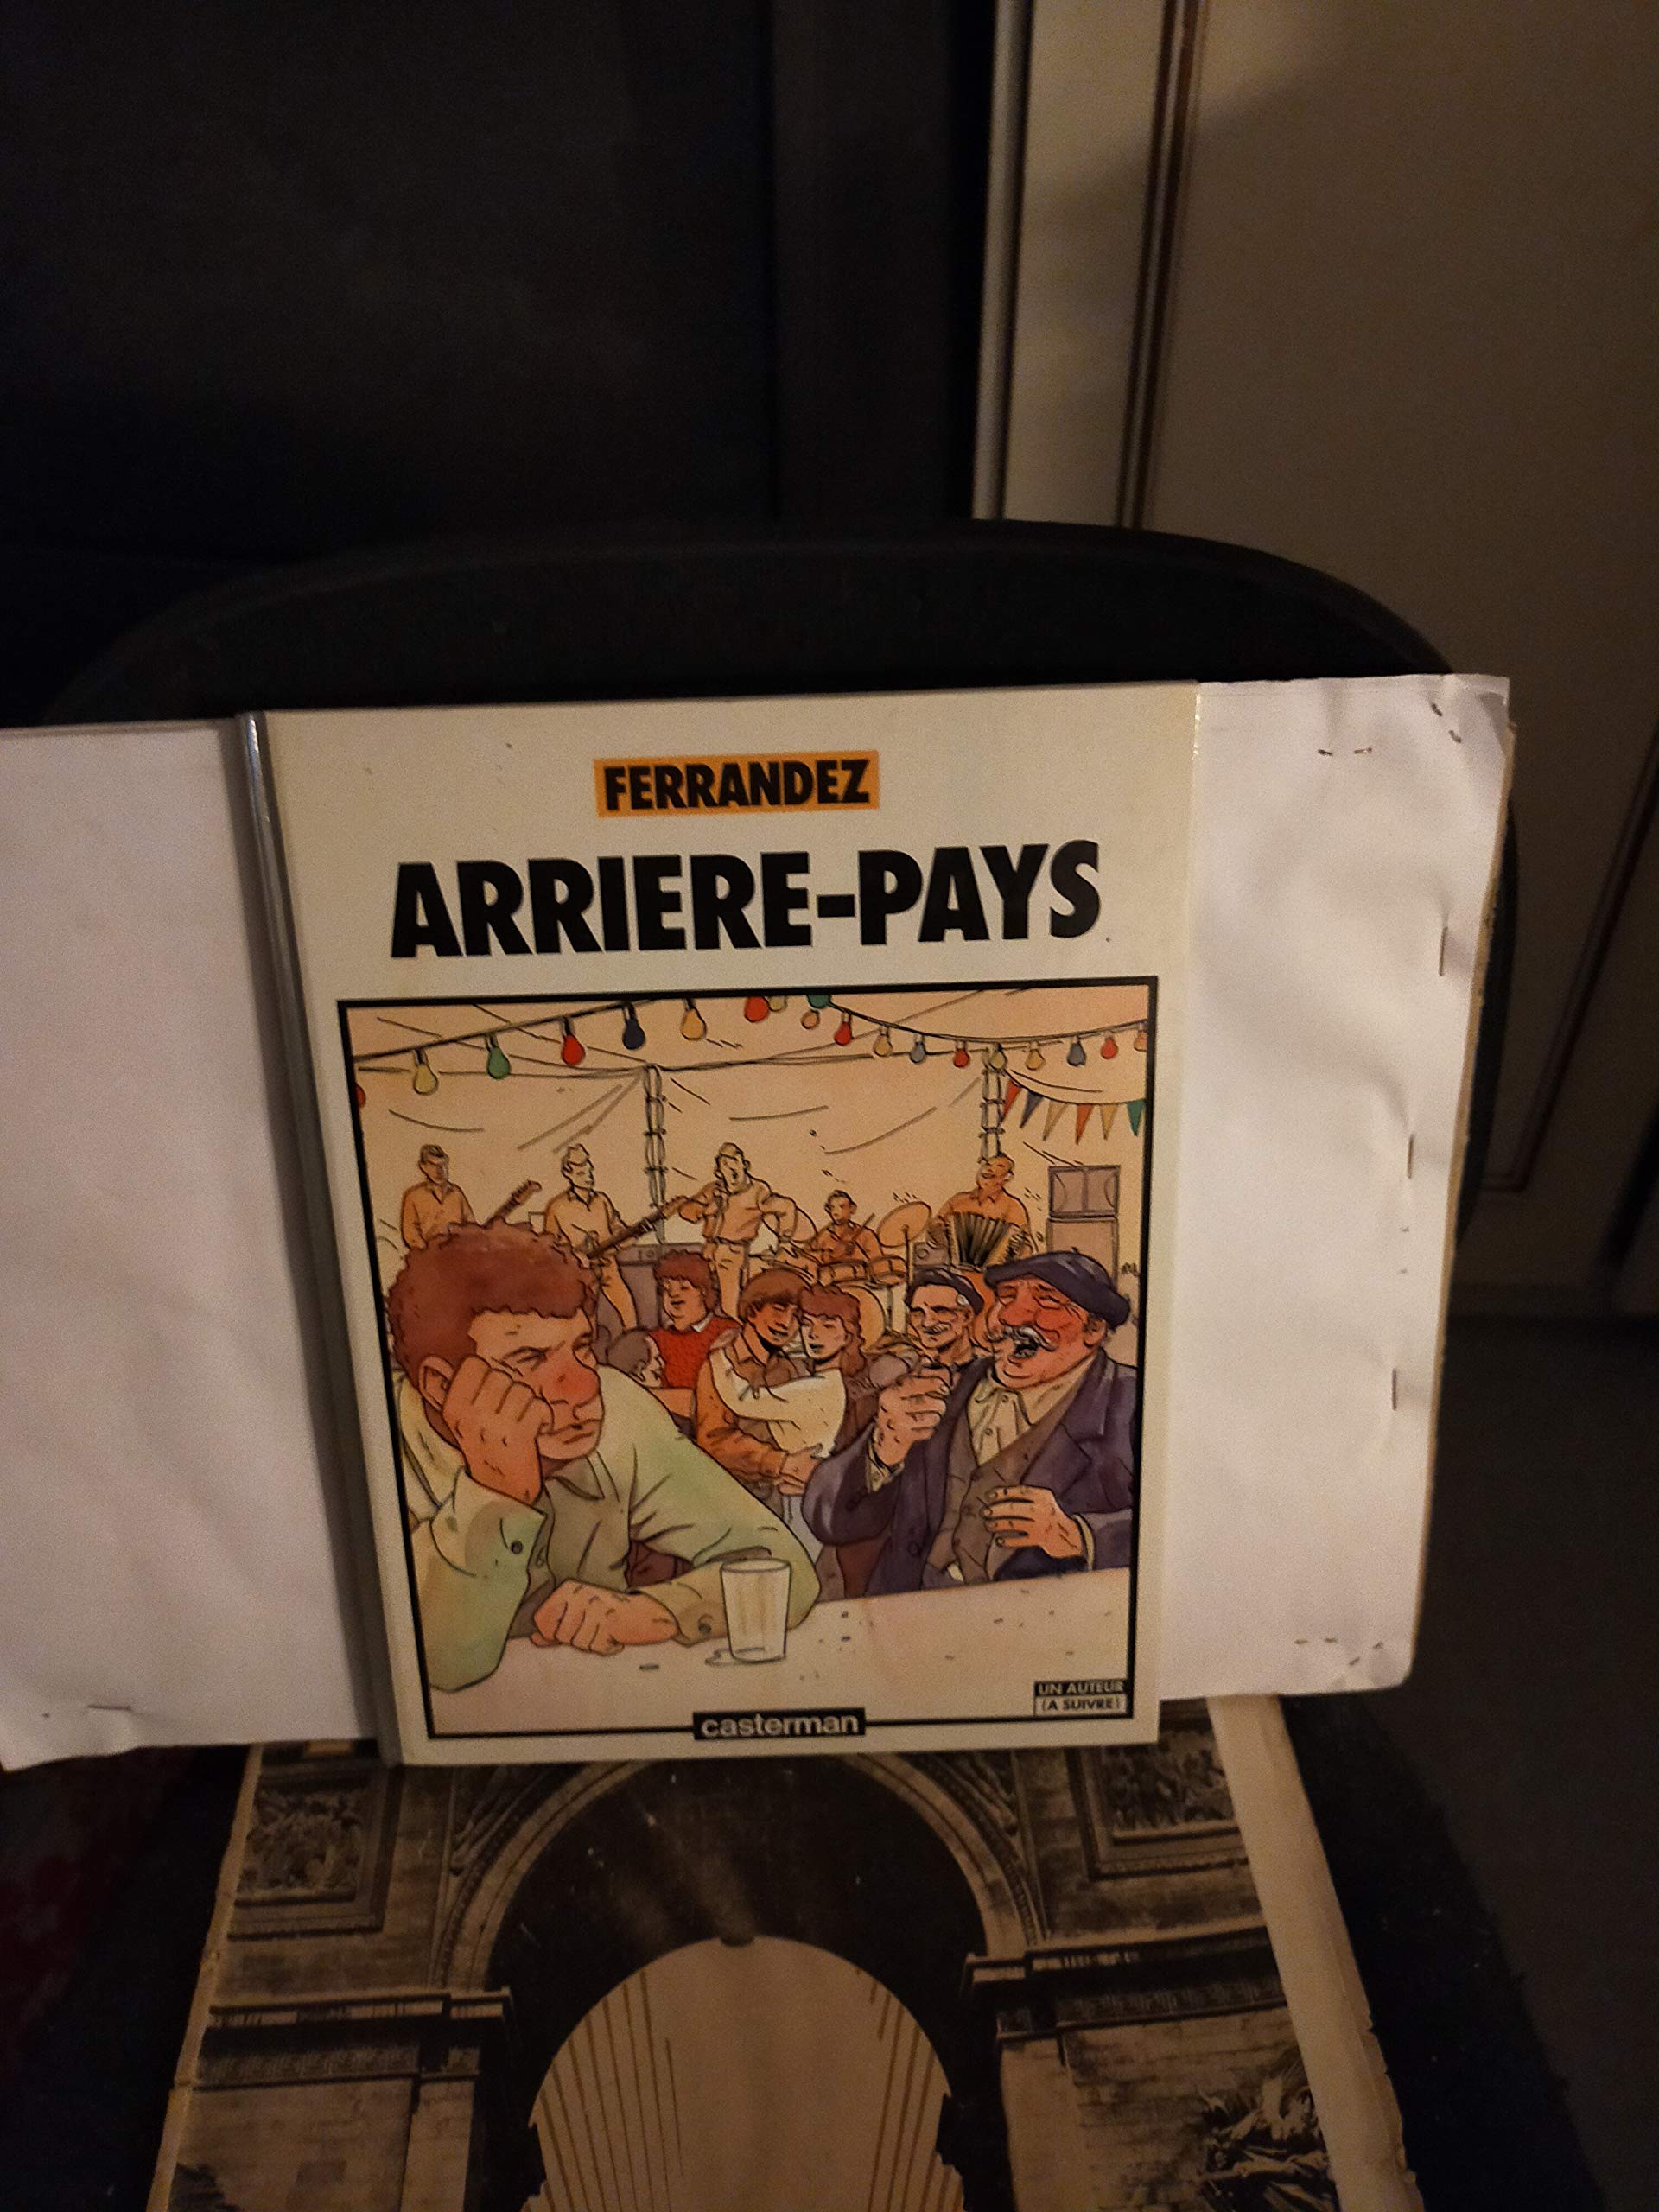 FERRANDEZ
ARRIERE-PAYS
UN AUTEUR
(A SUIVRE)
casterman